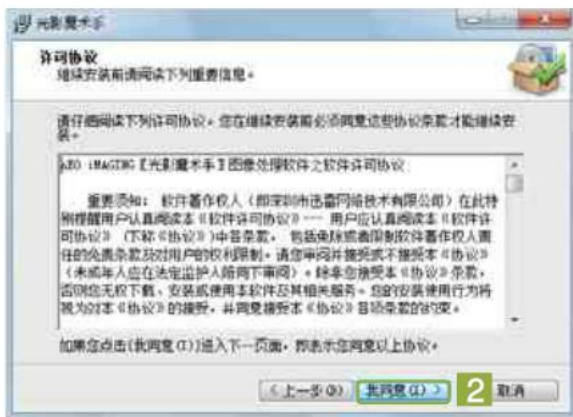 光影魔术手
许可协议
继续安装前请阅读下列重要信息。
请仔细阅读下列许可协议。您在继续安装前必须同意这些协议条款才能继续安
装。
NEO iMAGING『光影魔术手』图像处理软件之软件许可协议
重要须知: 软件著作权人(即深圳市迅雷网络技术有限公司)在此特
别提醒用户认真阅读本《软件许可协议》--- 用户应认真阅读本《软件许
可协议》(下称《协议》)中各条款, 包括免除或者限制软件著作权人责
任的免责条款及对用户的权利限制。请您审阅并接受或不接受本《协议》
(未成年人应在法定监护人陪同下审阅)。除非您接受本《协议》条款,
否则您无权下载、安装或使用本软件及其相关服务。您的安装使用行为将
视为对本《协议》的接受, 并同意接受本《协议》各项条款的约束。
如果您点击[我同意(I)]进入下一页面, 即表示您同意以上协议。
<上一步(P) 我同意(I) > 2 取消